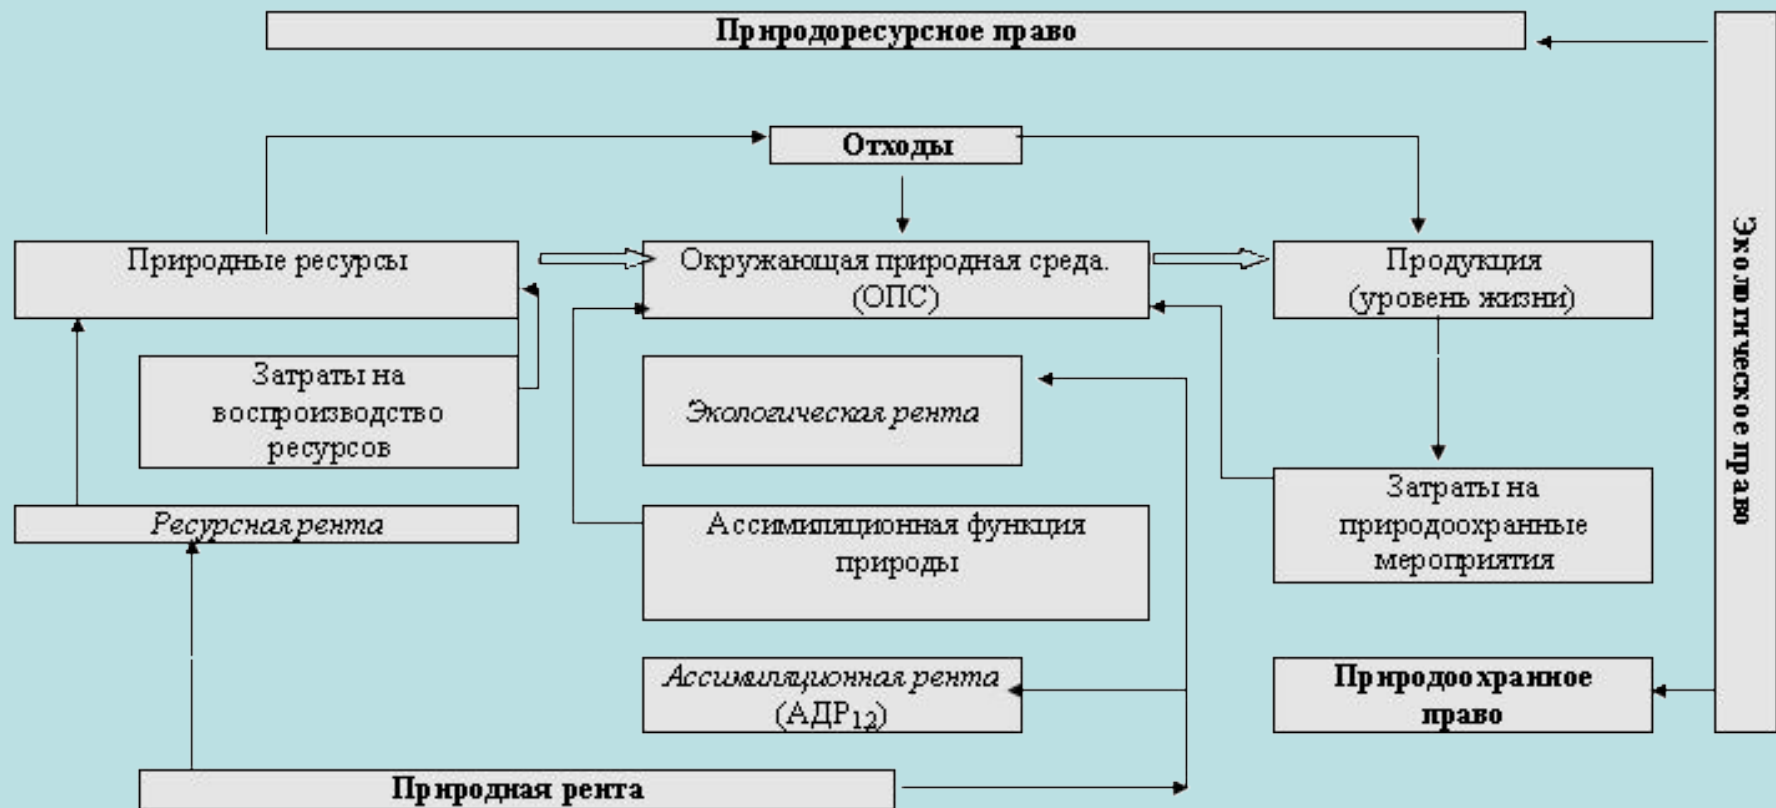 Природоресурсное право
Отходы
Природные ресурсы
Окружающая природная среда.
(ОПС)
Продукция
(уровень жизни)
Экологическое право
Затраты на
воспроизводство
ресурсов
Экологическая рента
Ресурсная рента
Ассимиляционная функция
природы
Затраты на
природоохранные
мероприятия
Ассимиляционная рента
(АДР12)
Природоохранное
право
Природная рента